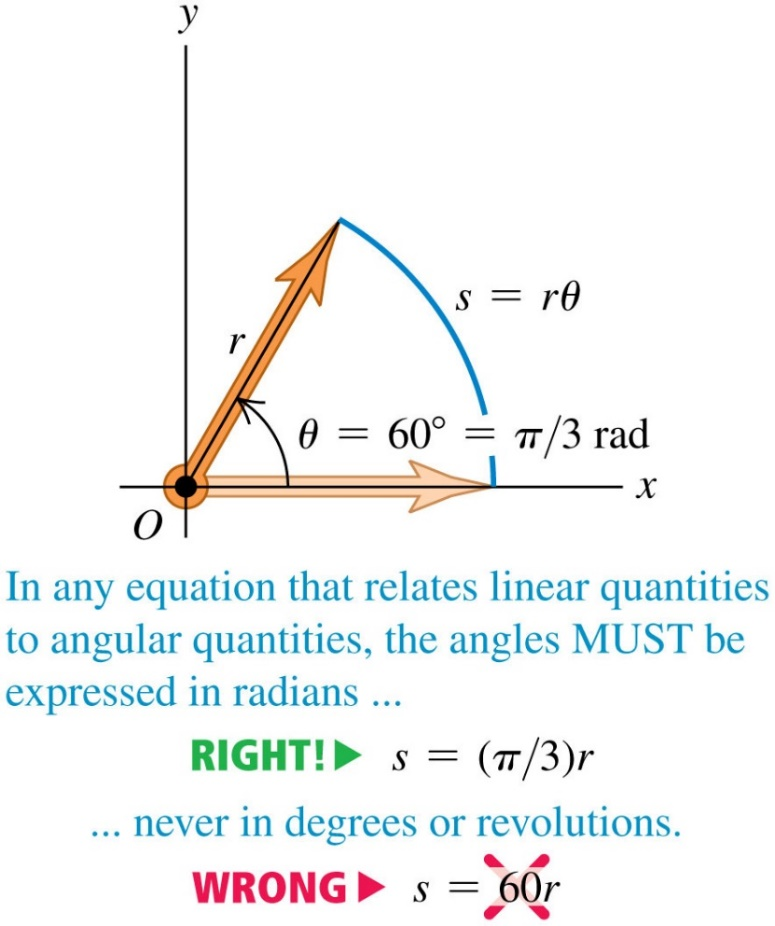 y
s = rθ
r
θ = 60° = π/3 rad
x
O
In any equation that relates linear quantities
to angular quantities, the angles MUST be
expressed in radians ...
RIGHT!▶ s = (π/3)r
... never in degrees or revolutions.
WRONG▶ s = 60r